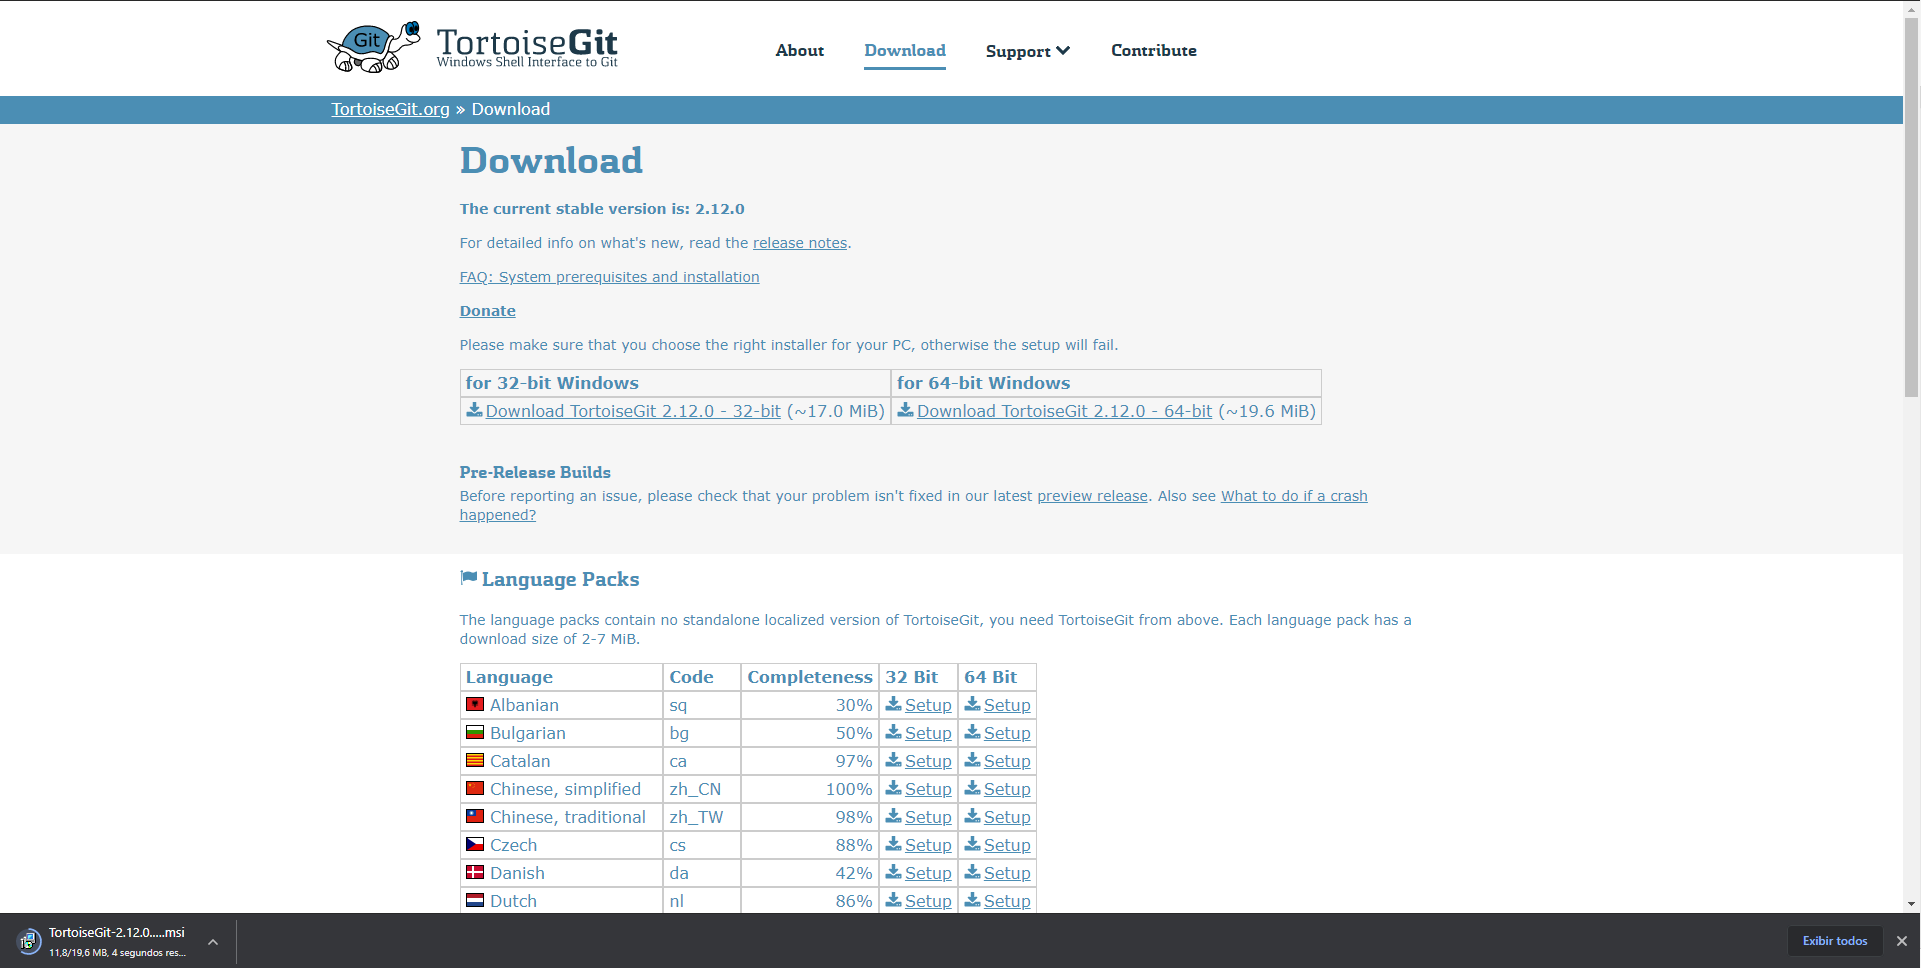 Git
TortoiseGit
Windows Shell Interface to Git
About
Download
Support
Contribute
TortoiseGit.org » Download
Download
The current stable version is: 2.12.0
For detailed info on what's new, read the release notes.
FAQ: System prerequisites and installation
Donate
Please make sure that you choose the right installer for your PC, otherwise the setup will fail.
for 32-bit Windows for 64-bit Windows
Download TortoiseGit 2.12.0 - 32-bit (~17.0 MiB) Download TortoiseGit 2.12.0 - 64-bit (~19.6 MiB)
Pre-Release Builds
Before reporting an issue, please check that your problem isn't fixed in our latest preview release. Also see What to do if a crash
happened?
Language Packs
The language packs contain no standalone localized version of TortoiseGit, you need TortoiseGit from above. Each language pack has a
download size of 2-7 MiB.
Language Code Completeness 32 Bit 64 Bit
Albanian sq 30% Setup Setup
Bulgarian bg 50% Setup Setup
Catalan ca 97% Setup Setup
Chinese, simplified zh_CN 100% Setup Setup
Chinese, traditional zh_TW 98% Setup Setup
Czech cs 88% Setup Setup
Danish da 42% Setup Setup
Dutch nl 86% Setup Setup
TortoiseGit-2.12.0.....msi
11,8/19,6 MB, 4 segundos res...
Exibir todos